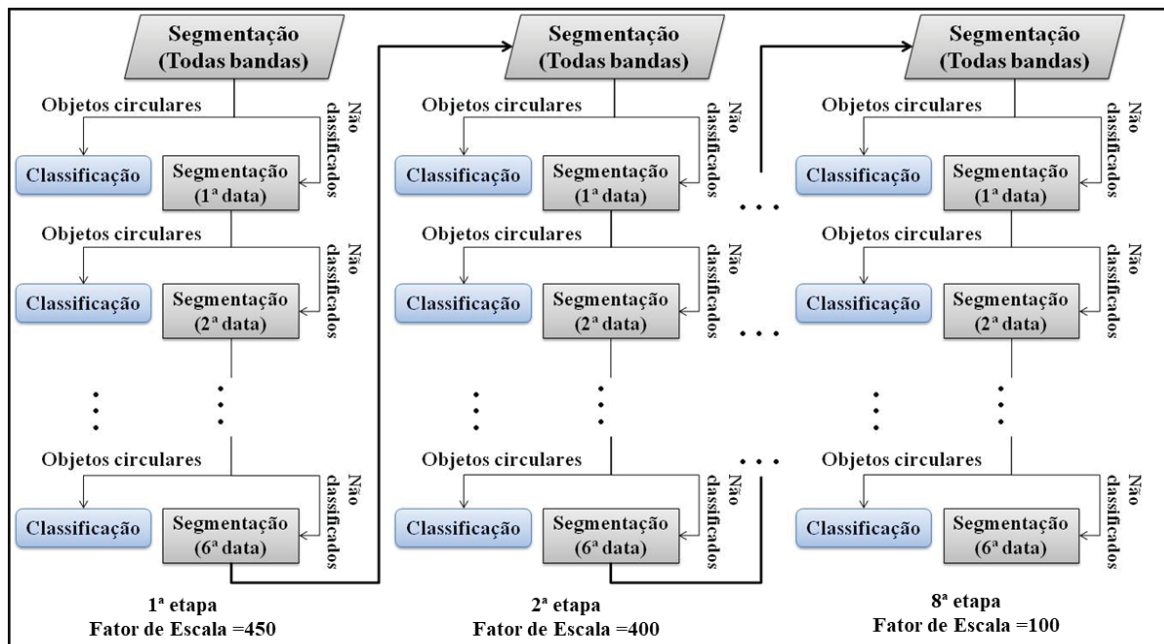 Segmentação
(Todas bandas)
Objetos circulares
Não
classificados
Classificação
Segmentação
(1ª data)
Objetos circulares
Não
classificados
Classificação
Segmentação
(2ª data)
Objetos circulares
Não
classificados
Classificação
Segmentação
(6ª data)
1ª etapa
Fator de Escala =450
Segmentação
(Todas bandas)
Objetos circulares
Não
classificados
Classificação
Segmentação
(1ª data)
Objetos circulares
Não
classificados
Classificação
Segmentação
(2ª data)
Objetos circulares
Não
classificados
Classificação
Segmentação
(6ª data)
2ª etapa
Fator de Escala =400
Segmentação
(Todas bandas)
Objetos circulares
Não
classificados
Classificação
Segmentação
(1ª data)
Objetos circulares
Não
classificados
Classificação
Segmentação
(2ª data)
Objetos circulares
Não
classificados
Classificação
Segmentação
(6ª data)
8ª etapa
Fator de Escala =100